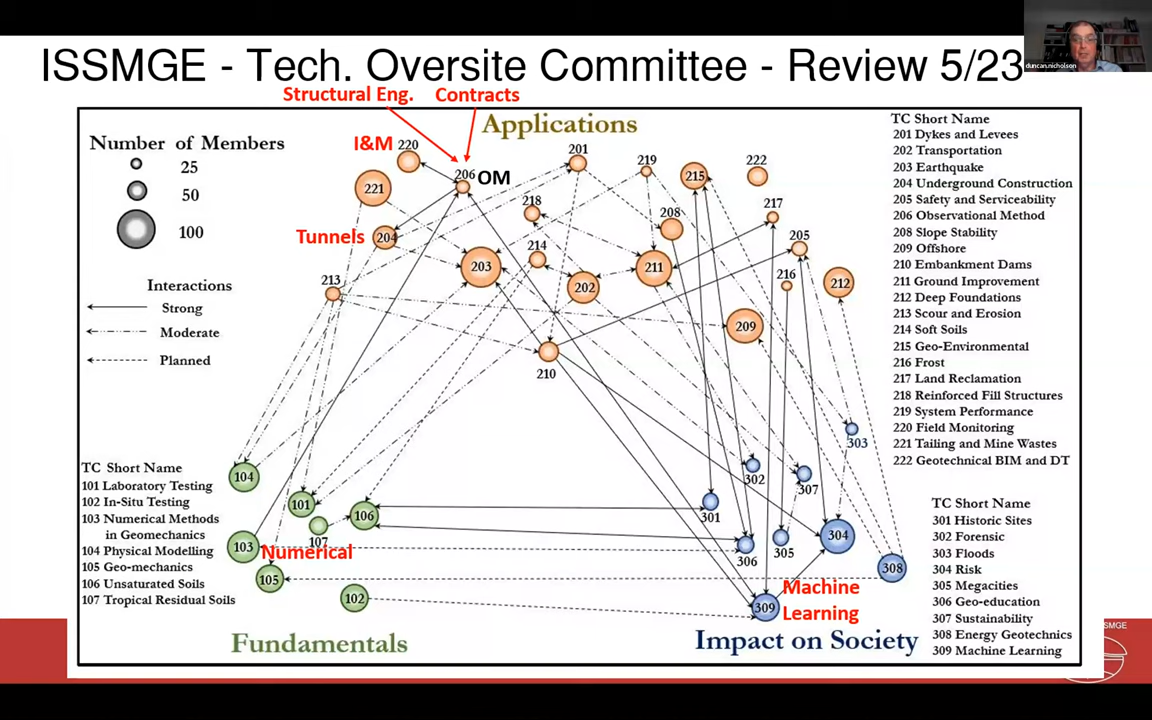 ISSMGE - Tech. Oversite Committee - Review 5/23
duncan.nicholson
Structural Eng. Contracts
Applications
Number of Members
25
50
100
Interactions
Strong
Moderate
Planned
I&M 220
221
206 OM
201
219
215
222
218
208
217
Tunnels 204
214
205
203
202
211
216
212
213
209
210
TC Short Name
201 Dykes and Levees
202 Transportation
203 Earthquake
204 Underground Construction
205 Safety and Serviceability
206 Observational Method
208 Slope Stability
209 Offshore
210 Embankment Dams
211 Ground Improvement
212 Deep Foundations
213 Scour and Erosion
214 Soft Soils
215 Geo-Environmental
216 Frost
217 Land Reclamation
218 Reinforced Fill Structures
219 System Performance
220 Field Monitoring
221 Tailing and Mine Wastes
222 Geotechnical BIM and DT
TC Short Name
101 Laboratory Testing
102 In-Situ Testing
103 Numerical Methods
in Geomechanics
104 Physical Modelling
105 Geo-mechanics
106 Unsaturated Soils
107 Tropical Residual Soils
104
101
106
107
103 Numerical
105
102
Fundamentals
303
302
307
301
306
305
304
308
309
Machine
Learning
Impact on Society
TC Short Name
301 Historic Sites
302 Forensic
303 Floods
304 Risk
305 Megacities
306 Geo-education
307 Sustainability
308 Energy Geotechnics
309 Machine Learning
SSMGE